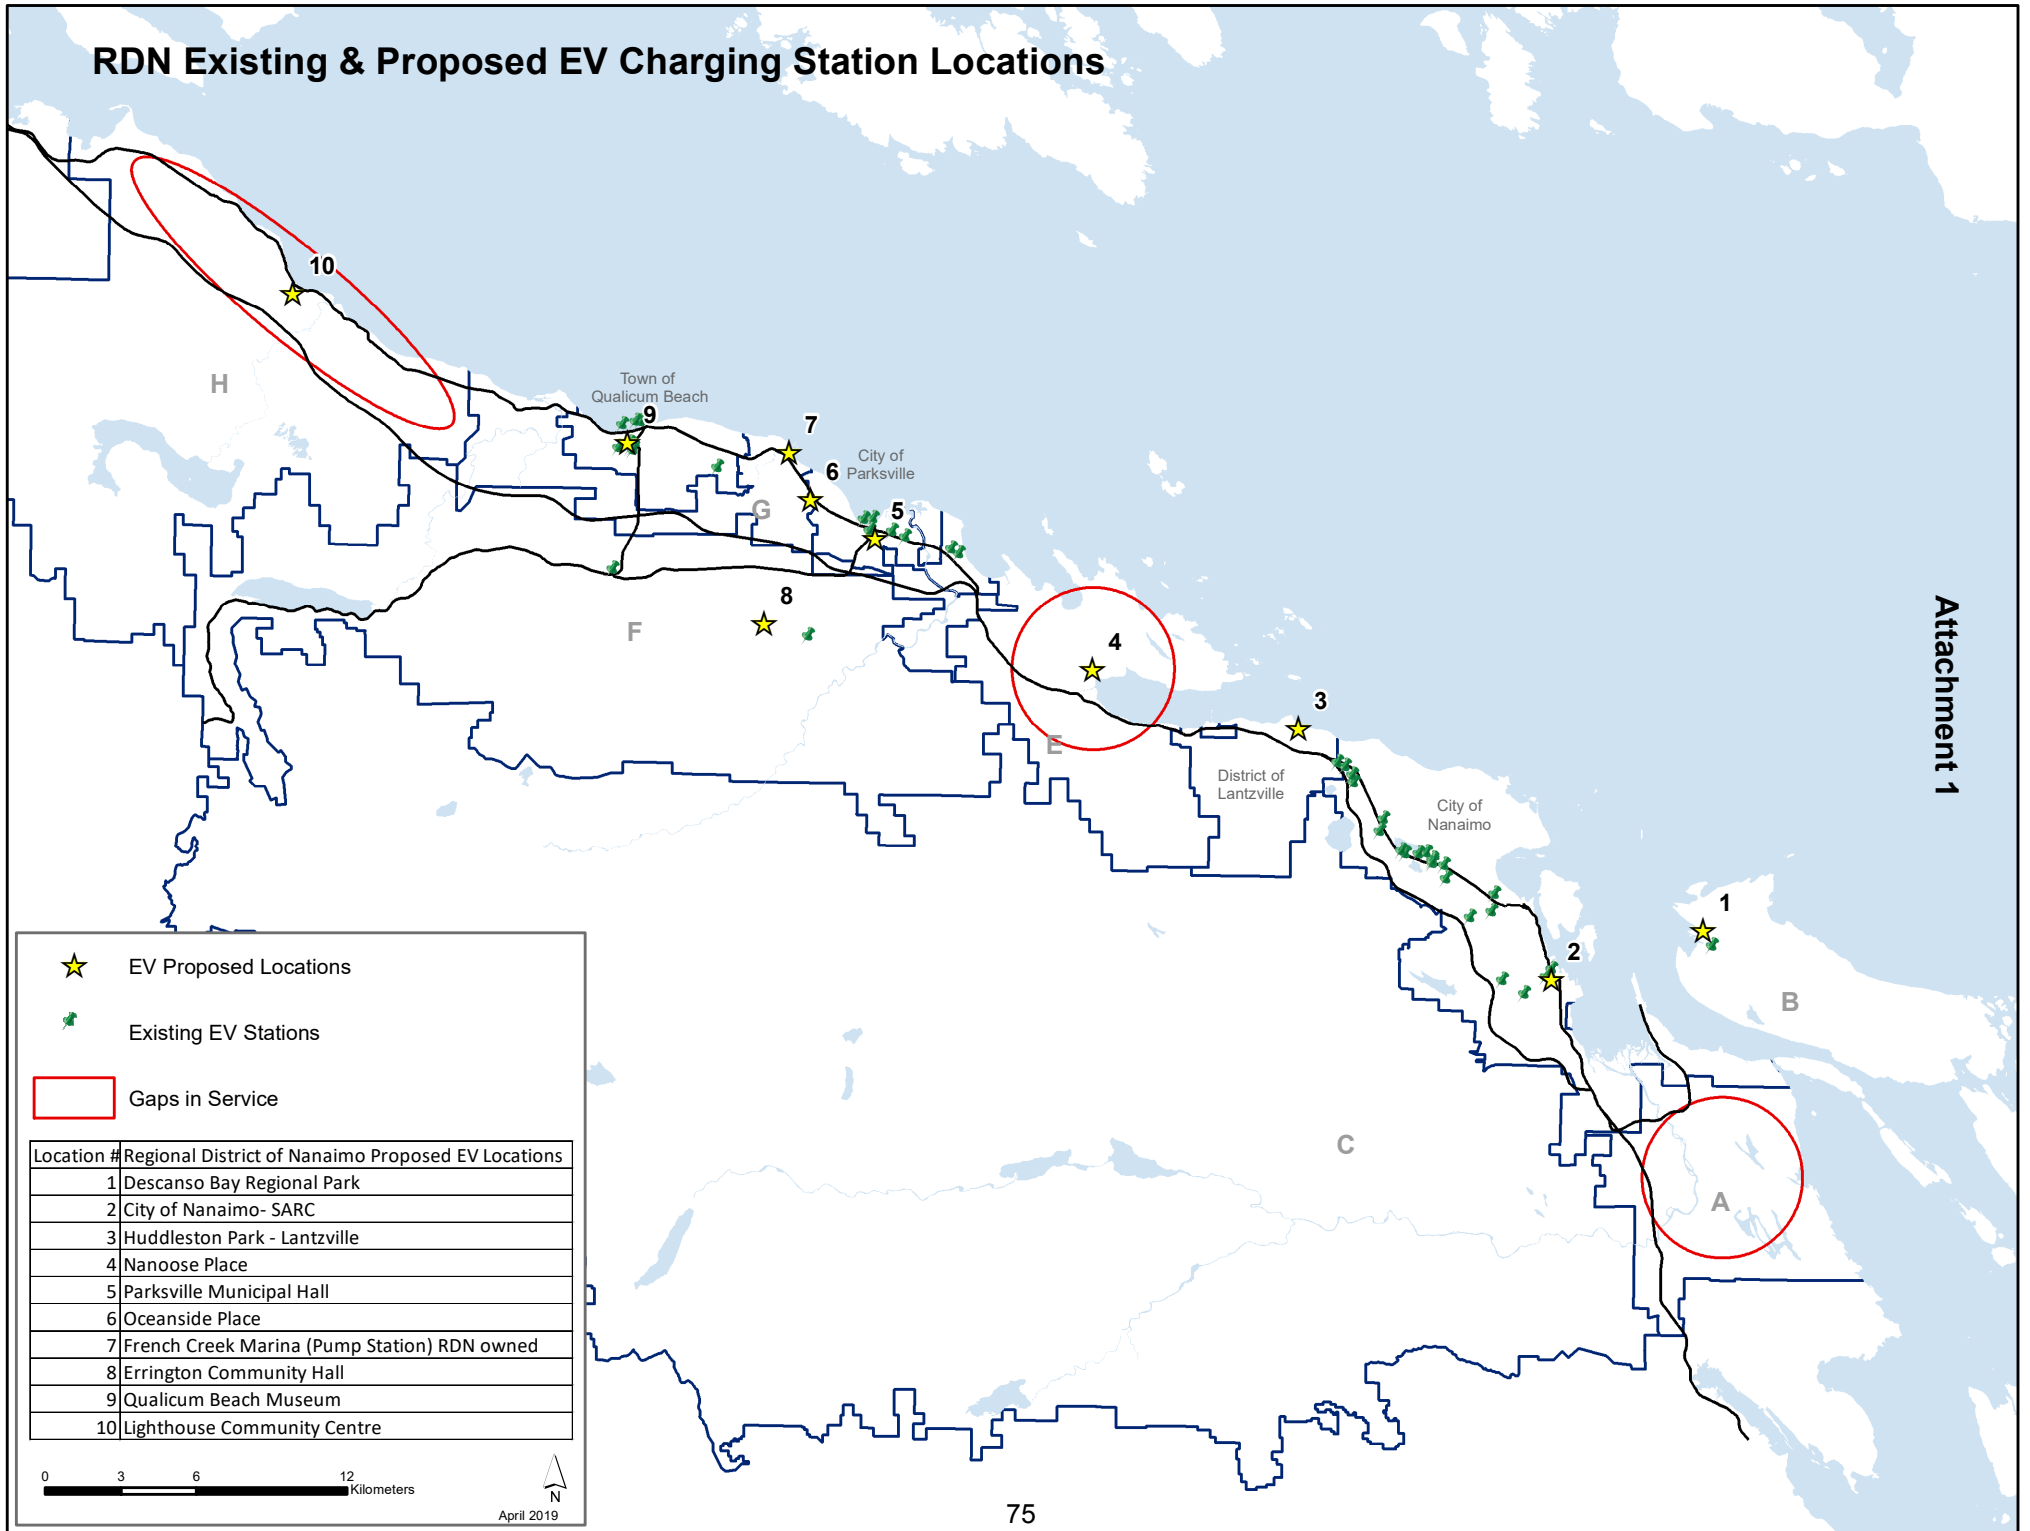 RDN Existing & Proposed EV Charging Station Locations
10
H
Town of
Qualicum Beach
9
7
City of
Parksville
6
G
5
8
F
4
E
3
District of
Lantzville
City of
Nanaimo
1
2
B
C
A
Attachment 1
EV Proposed Locations
Existing EV Stations
Gaps in Service
Location # Regional District of Nanaimo Proposed EV Locations
1 Descanso Bay Regional Park
2 City of Nanaimo- SARC
3 Huddleston Park - Lantzville
4 Nanoose Place
5 Parksville Municipal Hall
6 Oceanside Place
7 French Creek Marina (Pump Station) RDN owned
8 Errington Community Hall
9 Qualicum Beach Museum
10 Lighthouse Community Centre
0 3 6 12
Kilometers
N
April 2019
75